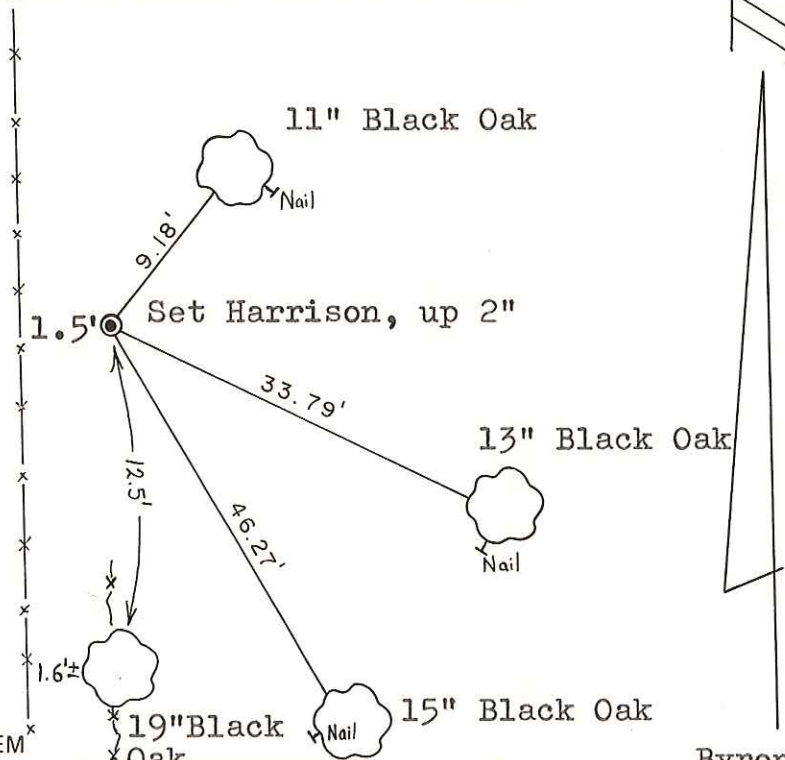 11" Black Oak
Nail
9.18'
1.5'
Set Harrison, up 2"
33.79'
13" Black Oak
12.5'
46.27'
Nail
1.6'±
15" Black Oak
Nail
19"Black
Oak
EM